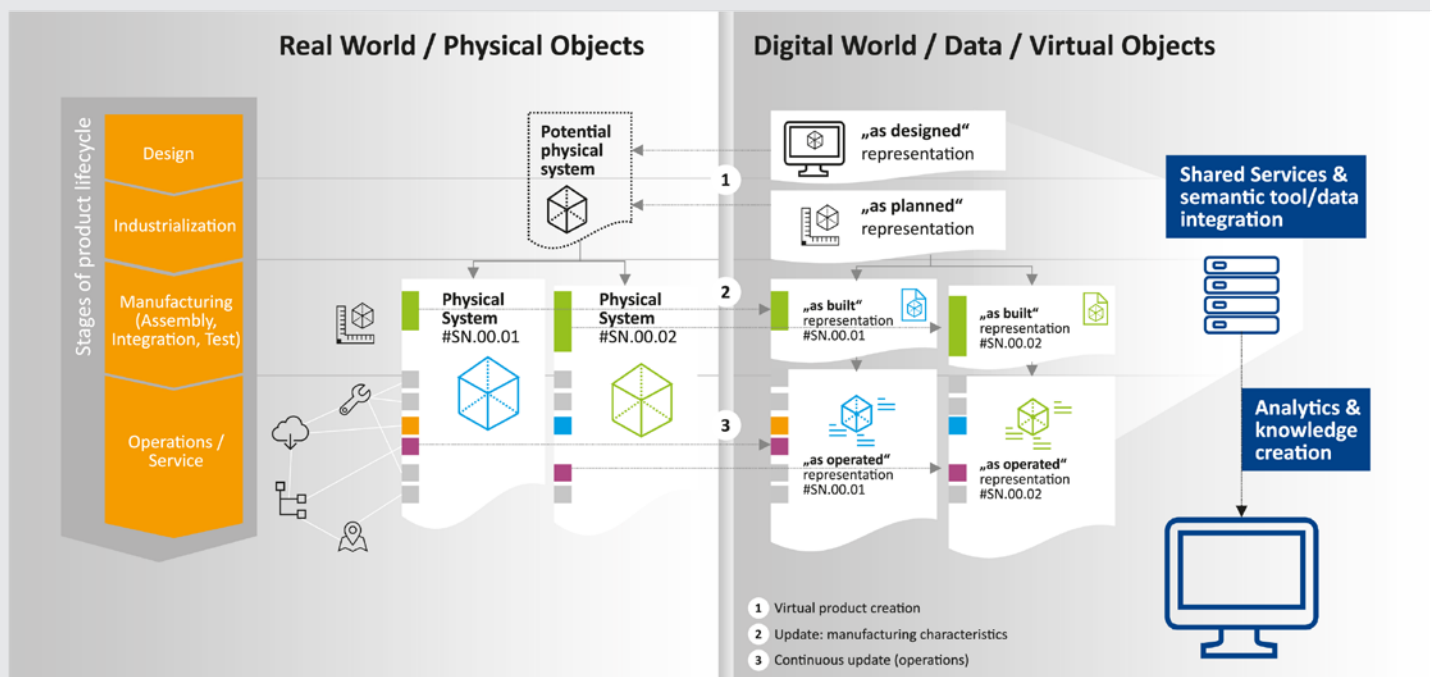 Real World / Physical Objects
Digital World / Data / Virtual Objects
Stages of product lifecycle
Design
Industrialization
Manufacturing
(Assembly,
Integration, Test)
Operations /
Service
Potential
physical
system
Physical
System
#SN.00.01
Physical
System
#SN.00.02
1
2
3
„as designed“
representation
„as planned“
representation
„as built“
representation
#SN.00.01
„as built“
representation
#SN.00.02
„as operated“
representation
#SN.00.01
„as operated“
representation
#SN.00.02
Shared Services &
semantic tool/data
integration
Analytics &
knowledge
creation
1 Virtual product creation
2 Update: manufacturing characteristics
3 Continuous update (operations)